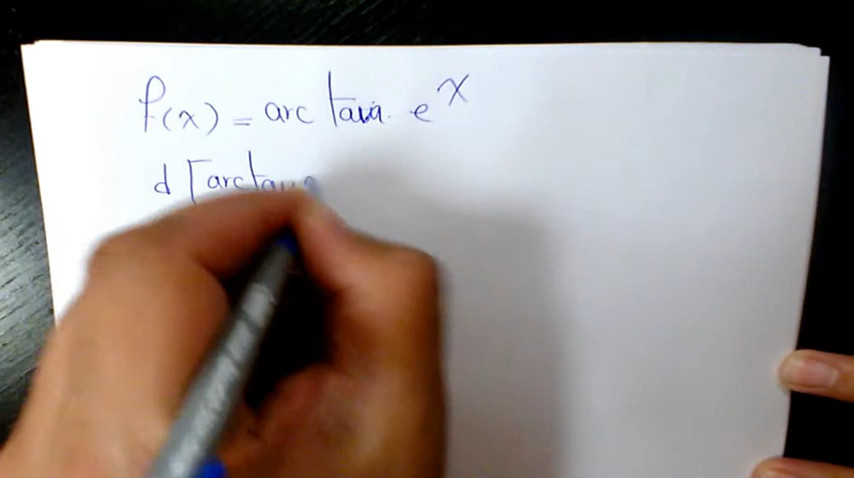 f(x) = arc tan e^x
d [arctan